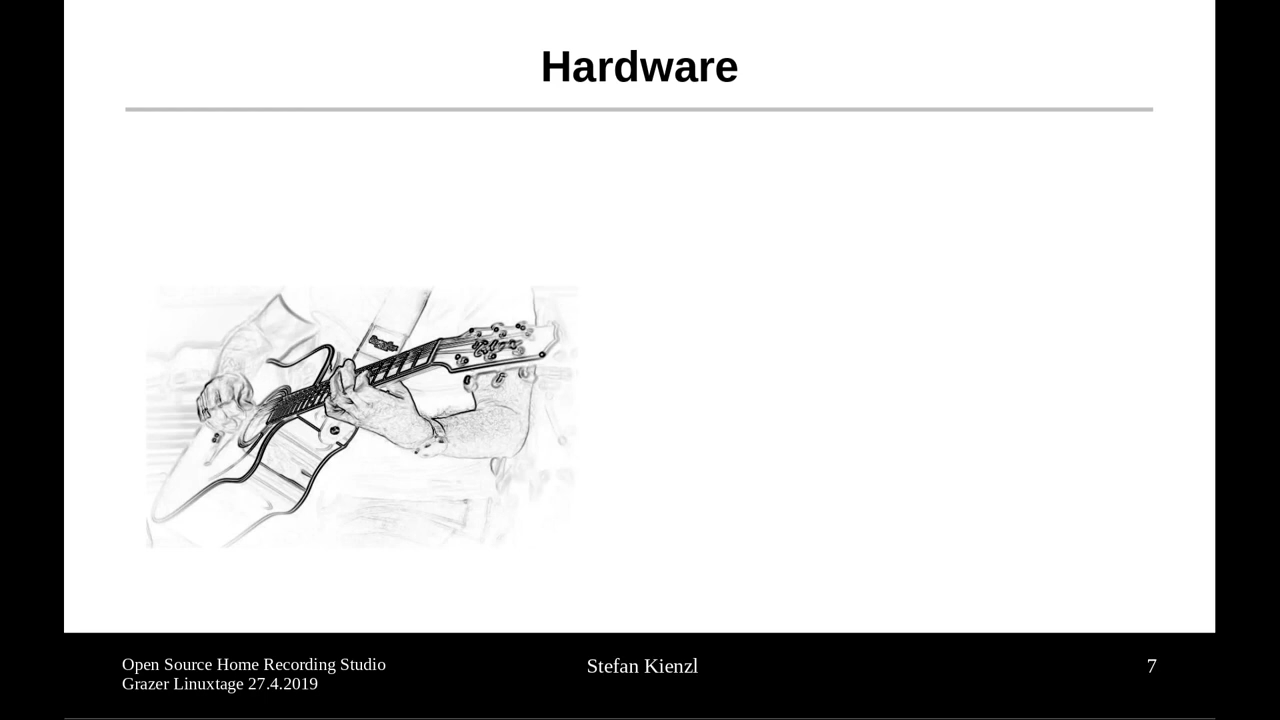 Hardware
Open Source Home Recording Studio
Grazer Linuxtage 27.4.2019
Stefan Kienzl
7